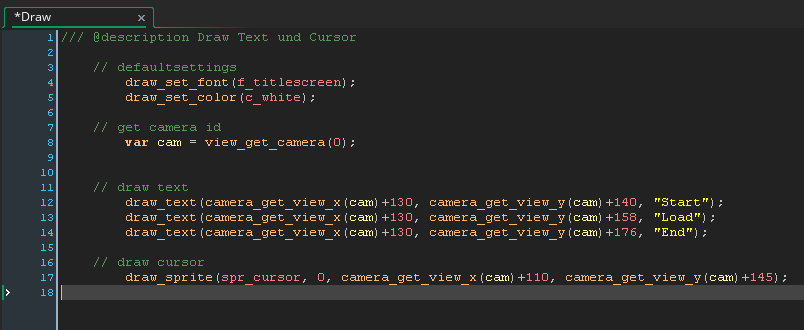 *Draw ×
1 /// @description Draw Text und Cursor
2
3 // defaultsettings
4 draw_set_font(f_titlescreen);
5 draw_set_color(c_white);
6
7 // get camera id
8 var cam = view_get_camera(0);
9
10
11 // draw text
12 draw_text(camera_get_view_x(cam)+130, camera_get_view_y(cam)+140, "Start");
13 draw_text(camera_get_view_x(cam)+130, camera_get_view_y(cam)+158, "Load");
14 draw_text(camera_get_view_x(cam)+130, camera_get_view_y(cam)+176, "End");
15
16 // draw cursor
17 draw_sprite(spr_cursor, 0, camera_get_view_x(cam)+110, camera_get_view_y(cam)+145);
18